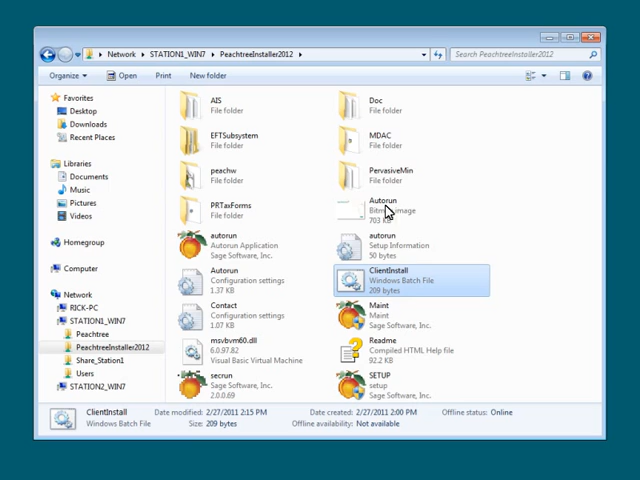 Network ▸ STATION1_WIN7 ▸ PeachtreeInstaller2012 ▸
Search PeachtreeInstaller2012
Organize Open Print New folder
Favorites
Desktop
Downloads
Recent Places
Libraries
Documents
Music
Pictures
Videos
Homegroup
Computer
Network
RICK-PC
STATION1_WIN7
Peachtree
PeachtreeInstaller2012
Share_Station1
Users
STATION2_WIN7
AIS
File folder
Doc
File folder
EFTSubsystem
File folder
MDAC
File folder
peachw
File folder
PervasiveMin
File folder
PRTaxForms
File folder
Autorun
Bitmap image
703 KB
autorun
Autorun Application
Sage Software, Inc.
autorun
Setup Information
50 bytes
Autorun
Configuration settings
1.37 KB
ClientInstall
Windows Batch File
209 bytes
Contact
Configuration settings
1.07 KB
Maint
Maint
Sage Software, Inc.
msvbvm60.dll
6.0.97.82
Visual Basic Virtual Machine
Readme
Compiled HTML Help file
92.2 KB
secrun
Sage Software, Inc.
2.0.0.69
SETUP
setup
Sage Software, Inc.
ClientInstall Date modified: 2/27/2011 2:15 PM Date created: 2/27/2011 2:00 PM Offline status: Online
Windows Batch File Size: 209 bytes Offline availability: Not available